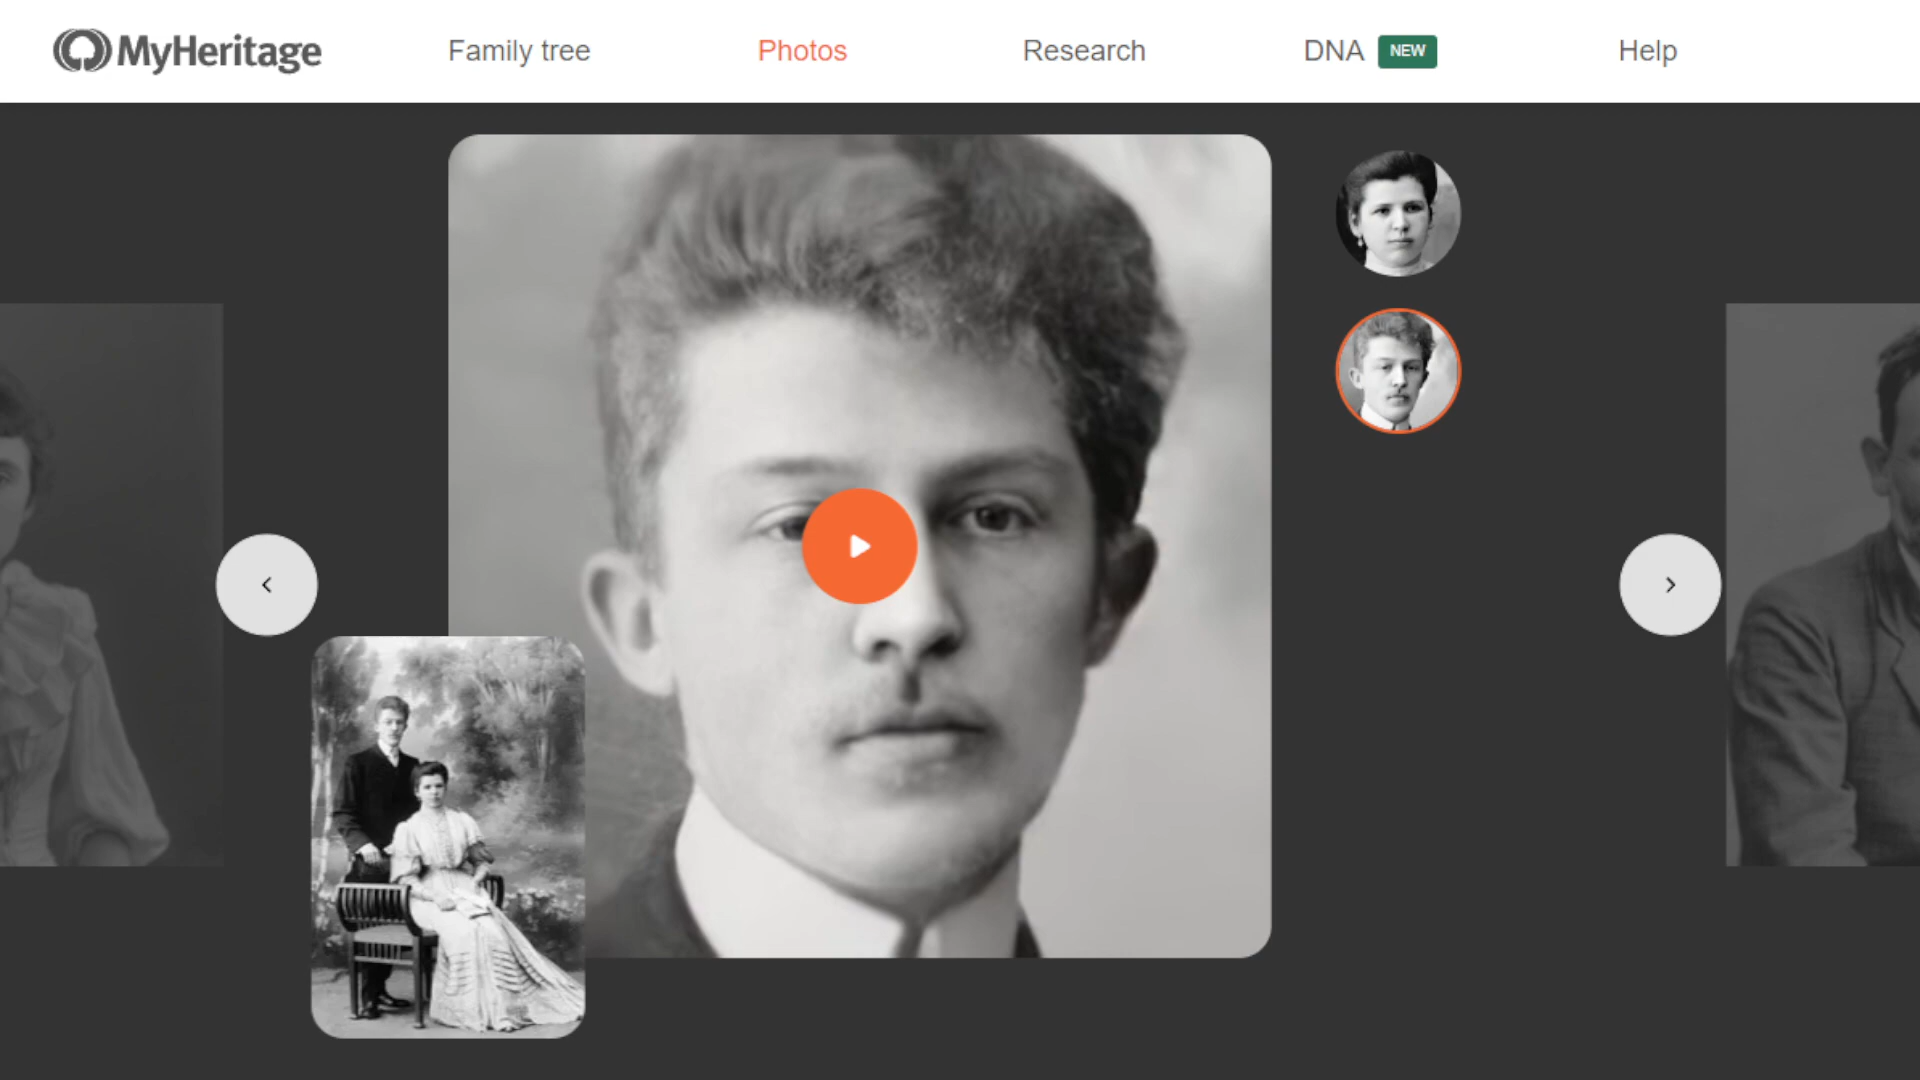 MyHeritage
Family tree
Photos
Research
DNA NEW
Help